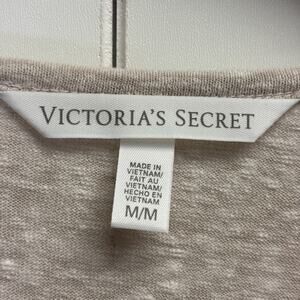 VICTORIA'S SECRET
MADE IN
VIETNAM/
FAIT AU
VIETNAM/
HECHO EN
VIETNAM
M/M